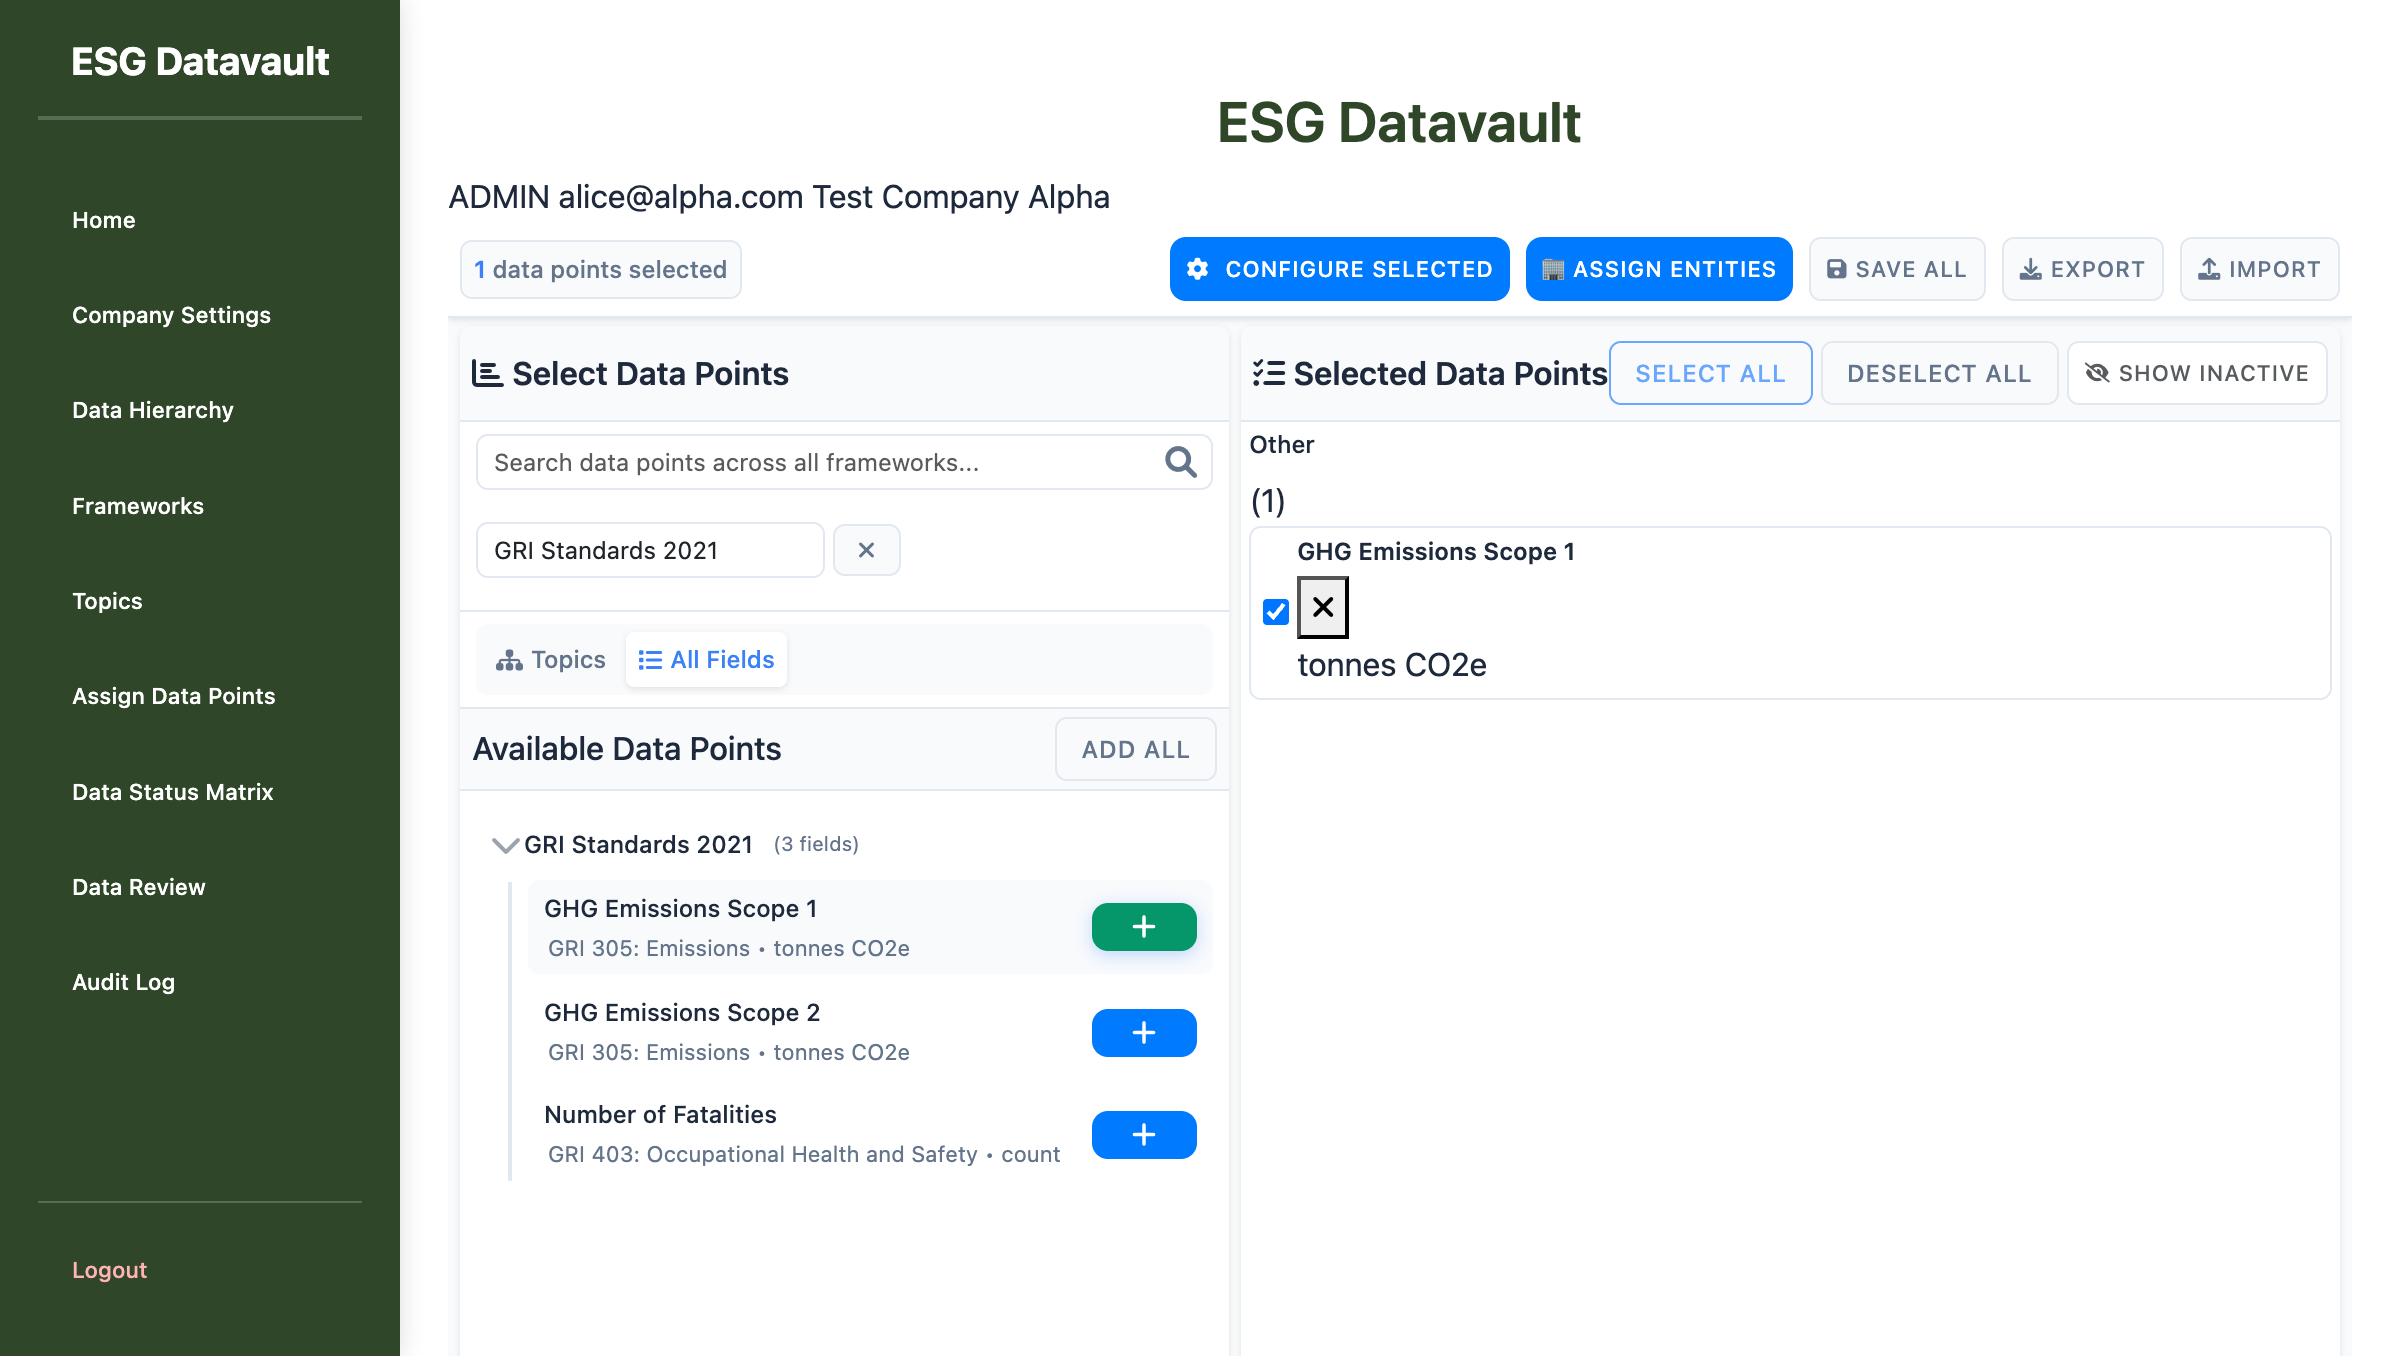 ESG Datavault
Home
Company Settings
Data Hierarchy
Frameworks
Topics
Assign Data Points
Data Status Matrix
Data Review
Audit Log
Logout
ESG Datavault
ADMIN alice@alpha.com Test Company Alpha
1 data points selected
CONFIGURE SELECTED
ASSIGN ENTITIES
SAVE ALL
EXPORT
IMPORT
Select Data Points
Search data points across all frameworks...
GRI Standards 2021
Topics
All Fields
Available Data Points
ADD ALL
GRI Standards 2021 (3 fields)
GHG Emissions Scope 1
GRI 305: Emissions • tonnes CO2e
GHG Emissions Scope 2
GRI 305: Emissions • tonnes CO2e
Number of Fatalities
GRI 403: Occupational Health and Safety • count
Selected Data Points
SELECT ALL
DESELECT ALL
SHOW INACTIVE
Other
(1)
GHG Emissions Scope 1
tonnes CO2e